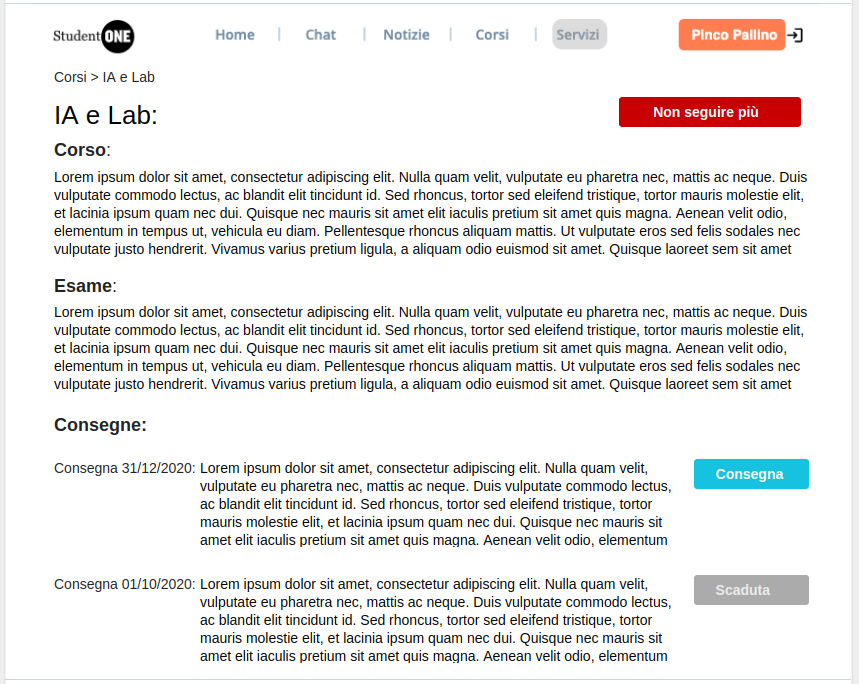 StudentONE Home | Chat | Notizie | Corsi | Servizi Pinco Pallino
Corsi > IA e Lab
IA e Lab:
Non seguire più
Corso:
Lorem ipsum dolor sit amet, consectetur adipiscing elit. Nulla quam velit, vulputate eu pharetra nec, mattis ac neque. Duis
vulputate commodo lectus, ac blandit elit tincidunt id. Sed rhoncus, tortor sed eleifend tristique, tortor mauris molestie elit,
et lacinia ipsum quam nec dui. Quisque nec mauris sit amet elit iaculis pretium sit amet quis magna. Aenean velit odio,
elementum in tempus ut, vehicula eu diam. Pellentesque rhoncus aliquam mattis. Ut vulputate eros sed felis sodales nec
vulputate justo hendrerit. Vivamus varius pretium ligula, a aliquam odio euismod sit amet. Quisque laoreet sem sit amet
Esame:
Lorem ipsum dolor sit amet, consectetur adipiscing elit. Nulla quam velit, vulputate eu pharetra nec, mattis ac neque. Duis
vulputate commodo lectus, ac blandit elit tincidunt id. Sed rhoncus, tortor sed eleifend tristique, tortor mauris molestie elit,
et lacinia ipsum quam nec dui. Quisque nec mauris sit amet elit iaculis pretium sit amet quis magna. Aenean velit odio,
elementum in tempus ut, vehicula eu diam. Pellentesque rhoncus aliquam mattis. Ut vulputate eros sed felis sodales nec
vulputate justo hendrerit. Vivamus varius pretium ligula, a aliquam odio euismod sit amet. Quisque laoreet sem sit amet
Consegne:
Consegna 31/12/2020: Lorem ipsum dolor sit amet, consectetur adipiscing elit. Nulla quam velit,
vulputate eu pharetra nec, mattis ac neque. Duis vulputate commodo lectus,
ac blandit elit tincidunt id. Sed rhoncus, tortor sed eleifend tristique, tortor
mauris molestie elit, et lacinia ipsum quam nec dui. Quisque nec mauris sit
amet elit iaculis pretium sit amet quis magna. Aenean velit odio, elementum
Consegna
Consegna 01/10/2020: Lorem ipsum dolor sit amet, consectetur adipiscing elit. Nulla quam velit,
vulputate eu pharetra nec, mattis ac neque. Duis vulputate commodo lectus,
ac blandit elit tincidunt id. Sed rhoncus, tortor sed eleifend tristique, tortor
mauris molestie elit, et lacinia ipsum quam nec dui. Quisque nec mauris sit
amet elit iaculis pretium sit amet quis magna. Aenean velit odio, elementum
Scaduta